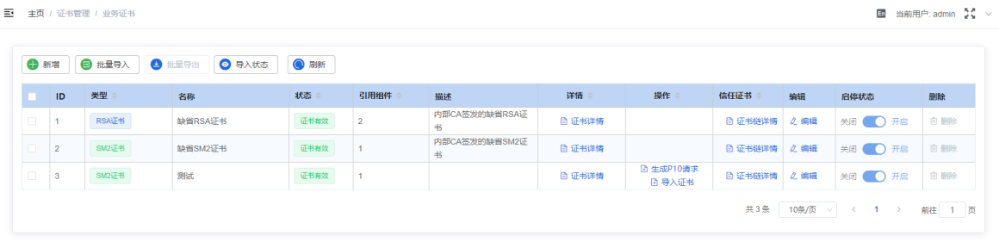 主页 / 证书管理 / 业务证书
En 当前用户: admin
新增 批量导入 批量导出 导入状态 刷新
ID 类型 名称 状态 引用组件 描述 详情 操作 信任证书 编辑 启停状态 删除
1 RSA证书 缺省RSA证书 证书有效 2 内部CA签发的缺省RSA证
书
证书详情 证书链详情 编辑 关闭 开启 删除
2 SM2证书 缺省SM2证书 证书有效 1 内部CA签发的缺省SM2证
书
证书详情 证书链详情 编辑 关闭 开启 删除
3 SM2证书 测试 证书有效 1 证书详情 生成P10请求
导入证书
证书链详情 编辑 关闭 开启 删除
共 3 条 10条/页 < 1 > 前往 1 页